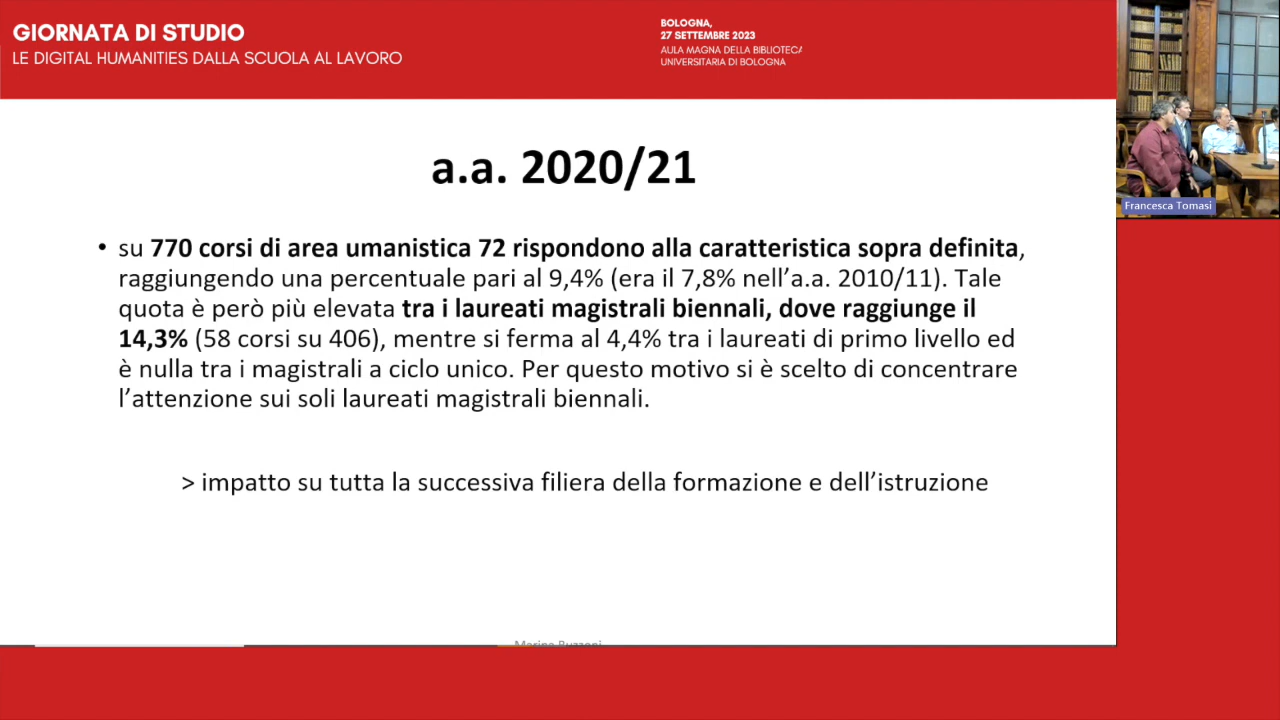 GIORNATA DI STUDIO
LE DIGITAL HUMANITIES DALLA SCUOLA AL LAVORO
BOLOGNA,
27 SETTEMBRE 2023
AULA MAGNA DELLA BIBLIOTECA
UNIVERSITARIA DI BOLOGNA
Francesca Tomasi
a.a. 2020/21
• su 770 corsi di area umanistica 72 rispondono alla caratteristica sopra definita,
raggiungendo una percentuale pari al 9,4% (era il 7,8% nell’a.a. 2010/11). Tale
quota è però più elevata tra i laureati magistrali biennali, dove raggiunge il
14,3% (58 corsi su 406), mentre si ferma al 4,4% tra i laureati di primo livello ed
è nulla tra i magistrali a ciclo unico. Per questo motivo si è scelto di concentrare
l’attenzione sui soli laureati magistrali biennali.
> impatto su tutta la successiva filiera della formazione e dell’istruzione
Marina Buzzoni